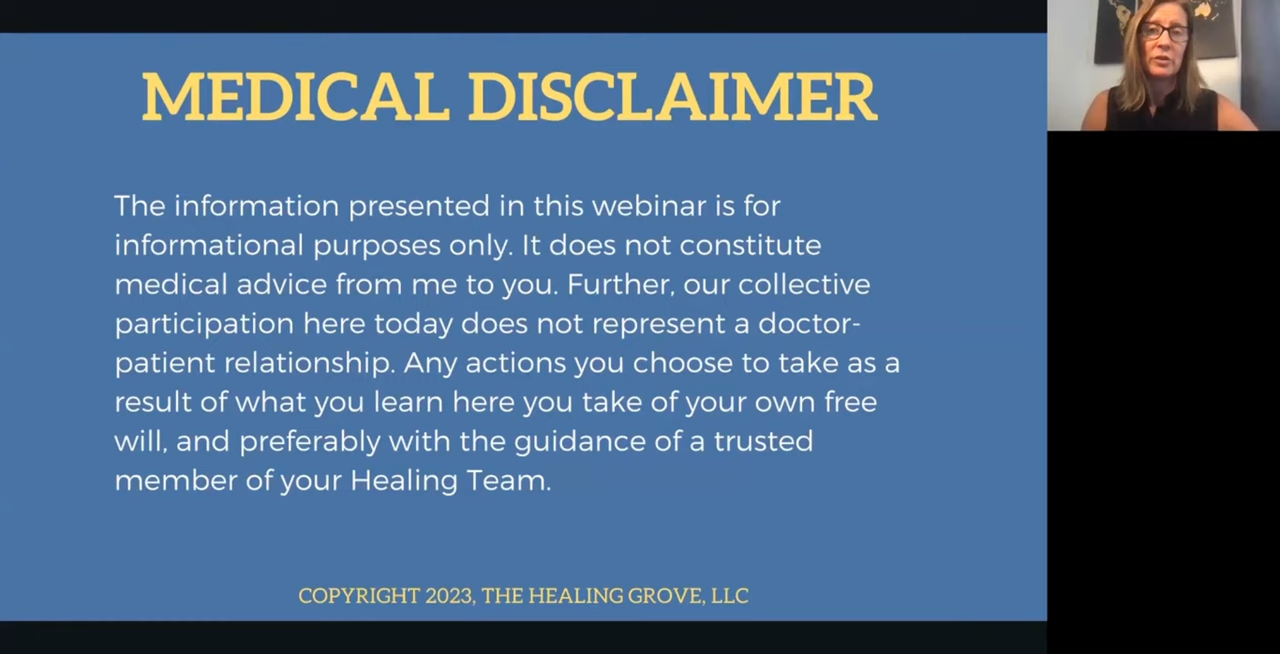 MEDICAL DISCLAIMER
The information presented in this webinar is for
informational purposes only. It does not constitute
medical advice from me to you. Further, our collective
participation here today does not represent a doctor-
patient relationship. Any actions you choose to take as a
result of what you learn here you take of your own free
will, and preferably with the guidance of a trusted
member of your Healing Team.
COPYRIGHT 2023, THE HEALING GROVE, LLC